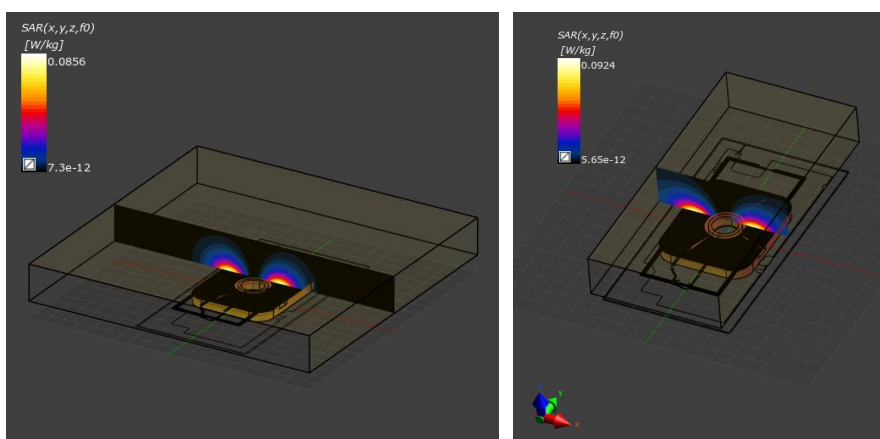 SAR(x,y,z,f0)
[W/kg]
0.0856
7.3e-12
SAR(x,y,z,f0)
[W/kg]
0.0924
5.65e-12
z
y
x